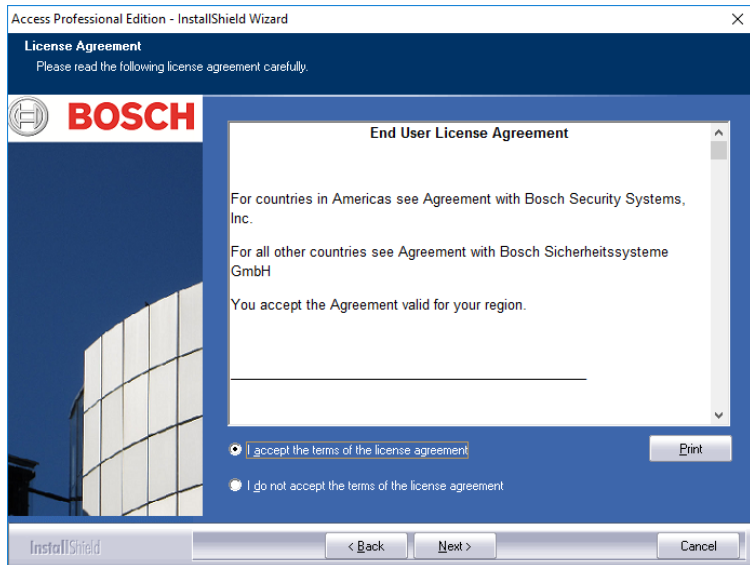 Access Professional Edition - InstallShield Wizard
License Agreement
Please read the following license agreement carefully.
BOSCH
End User License Agreement
For countries in Americas see Agreement with Bosch Security Systems,
Inc.
For all other countries see Agreement with Bosch Sicherheitssysteme
GmbH
You accept the Agreement valid for your region.
I accept the terms of the license agreement
Print
I do not accept the terms of the license agreement
InstallShield
< Back
Next >
Cancel